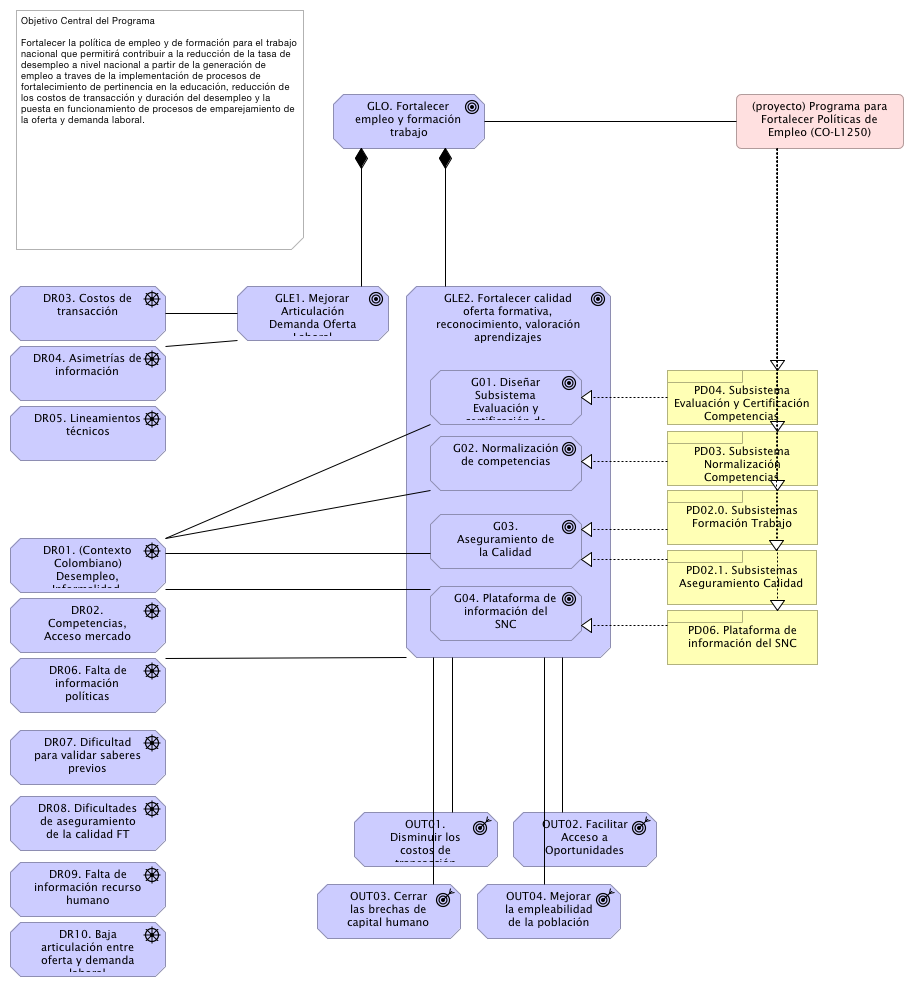 Objetivo Central del Programa
Fortalecer la política de empleo y de formación para el trabajo
nacional que permitirá contribuir a la reducción de la tasa de
desempleo a nivel nacional a partir de la generación de
empleo a traves de la implementación de procesos de
fortalecimiento de pertinencia en la educación, reducción de
los costos de transacción y duración del desempleo y la
puesta en funcionamiento de procesos de emparejamiento de
la oferta y demanda laboral.
GLO. Fortalecer
empleo y formación
trabajo
(proyecto) Programa para
Fortalecer Políticas de
Empleo (CO-L1250)
DR03. Costos de
transacción
GLE1. Mejorar
Articulación
Demanda Oferta
Laboral
GLE2. Fortalecer calidad
oferta formativa,
reconocimiento, valoración
aprendizajes
DR04. Asimetrías de
información
DR05. Lineamientos
técnicos
G01. Diseñar
Subsistema
Evaluación y
certificación de
PD04. Subsistema
Evaluación y Certificación
Competencias
G02. Normalización
de competencias
PD03. Subsistema
Normalización
Competencias
G03.
Aseguramiento de
la Calidad
PD02.0. Subsistemas
Formación Trabajo
DR01. (Contexto
Colombiano)
Desempleo,
Informalidad
PD02.1. Subsistemas
Aseguramiento Calidad
G04. Plataforma de
información del
SNC
DR02.
Competencias,
Acceso mercado
PD06. Plataforma de
información del SNC
DR06. Falta de
información
políticas
DR07. Dificultad
para validar saberes
previos
DR08. Dificultades
de aseguramiento
de la calidad FT
OUT01.
Disminuir los
costos de
transacción
OUT02. Facilitar
Acceso a
Oportunidades
DR09. Falta de
información recurso
humano
OUT03. Cerrar
las brechas de
capital humano
OUT04. Mejorar
la empleabilidad
de la población
DR10. Baja
articulación entre
oferta y demanda
laboral